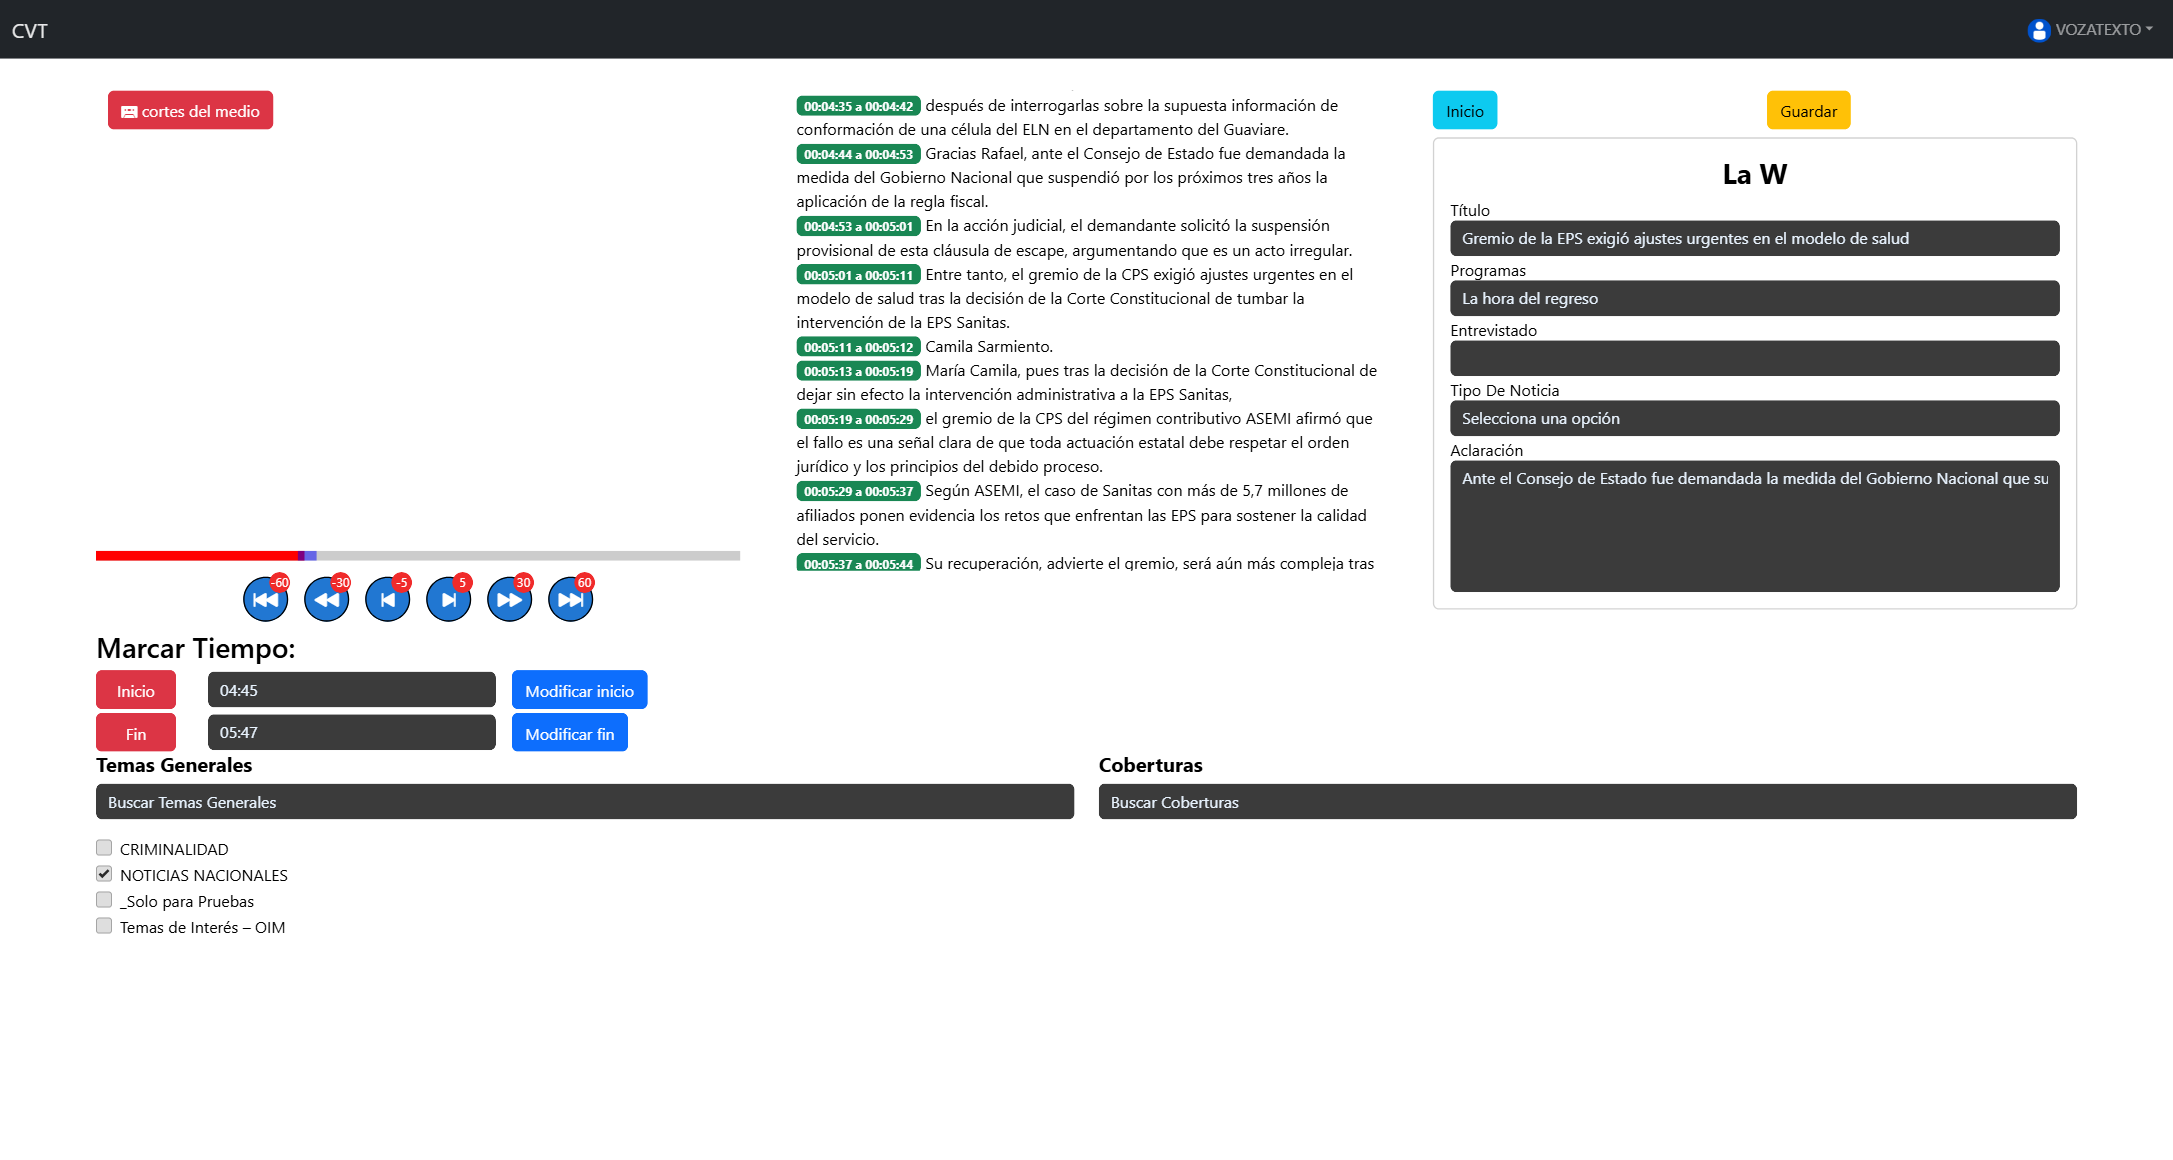 CVT
VOZATEXTO
cortes del medio
-60
-30
-5
5
30
60
Marcar Tiempo:
Inicio
04:45
Modificar inicio
Fin
05:47
Modificar fin
00:04:35 a 00:04:42 después de interrogarlas sobre la supuesta información de
conformación de una célula del ELN en el departamento del Guaviare.
00:04:44 a 00:04:53 Gracias Rafael, ante el Consejo de Estado fue demandada la
medida del Gobierno Nacional que suspendió por los próximos tres años la
aplicación de la regla fiscal.
00:04:53 a 00:05:01 En la acción judicial, el demandante solicitó la suspensión
provisional de esta cláusula de escape, argumentando que es un acto irregular.
00:05:01 a 00:05:11 Entre tanto, el gremio de la CPS exigió ajustes urgentes en el
modelo de salud tras la decisión de la Corte Constitucional de tumbar la
intervención de la EPS Sanitas.
00:05:11 a 00:05:12 Camila Sarmiento.
00:05:13 a 00:05:19 María Camila, pues tras la decisión de la Corte Constitucional de
dejar sin efecto la intervención administrativa a la EPS Sanitas,
00:05:19 a 00:05:29 el gremio de la CPS del régimen contributivo ASEMI afirmó que
el fallo es una señal clara de que toda actuación estatal debe respetar el orden
jurídico y los principios del debido proceso.
00:05:29 a 00:05:37 Según ASEMI, el caso de Sanitas con más de 5,7 millones de
afiliados ponen evidencia los retos que enfrentan las EPS para sostener la calidad
del servicio.
00:05:37 a 00:05:44 Su recuperación, advierte el gremio, será aún más compleja tras
Inicio
Guardar
La W
Título
Gremio de la EPS exigió ajustes urgentes en el modelo de salud
Programas
La hora del regreso
Entrevistado
Tipo De Noticia
Selecciona una opción
Aclaración
Ante el Consejo de Estado fue demandada la medida del Gobierno Nacional que su
Temas Generales
Buscar Temas Generales
CRIMINALIDAD
NOTICIAS NACIONALES
_Solo para Pruebas
Temas de Interés – OIM
Coberturas
Buscar Coberturas